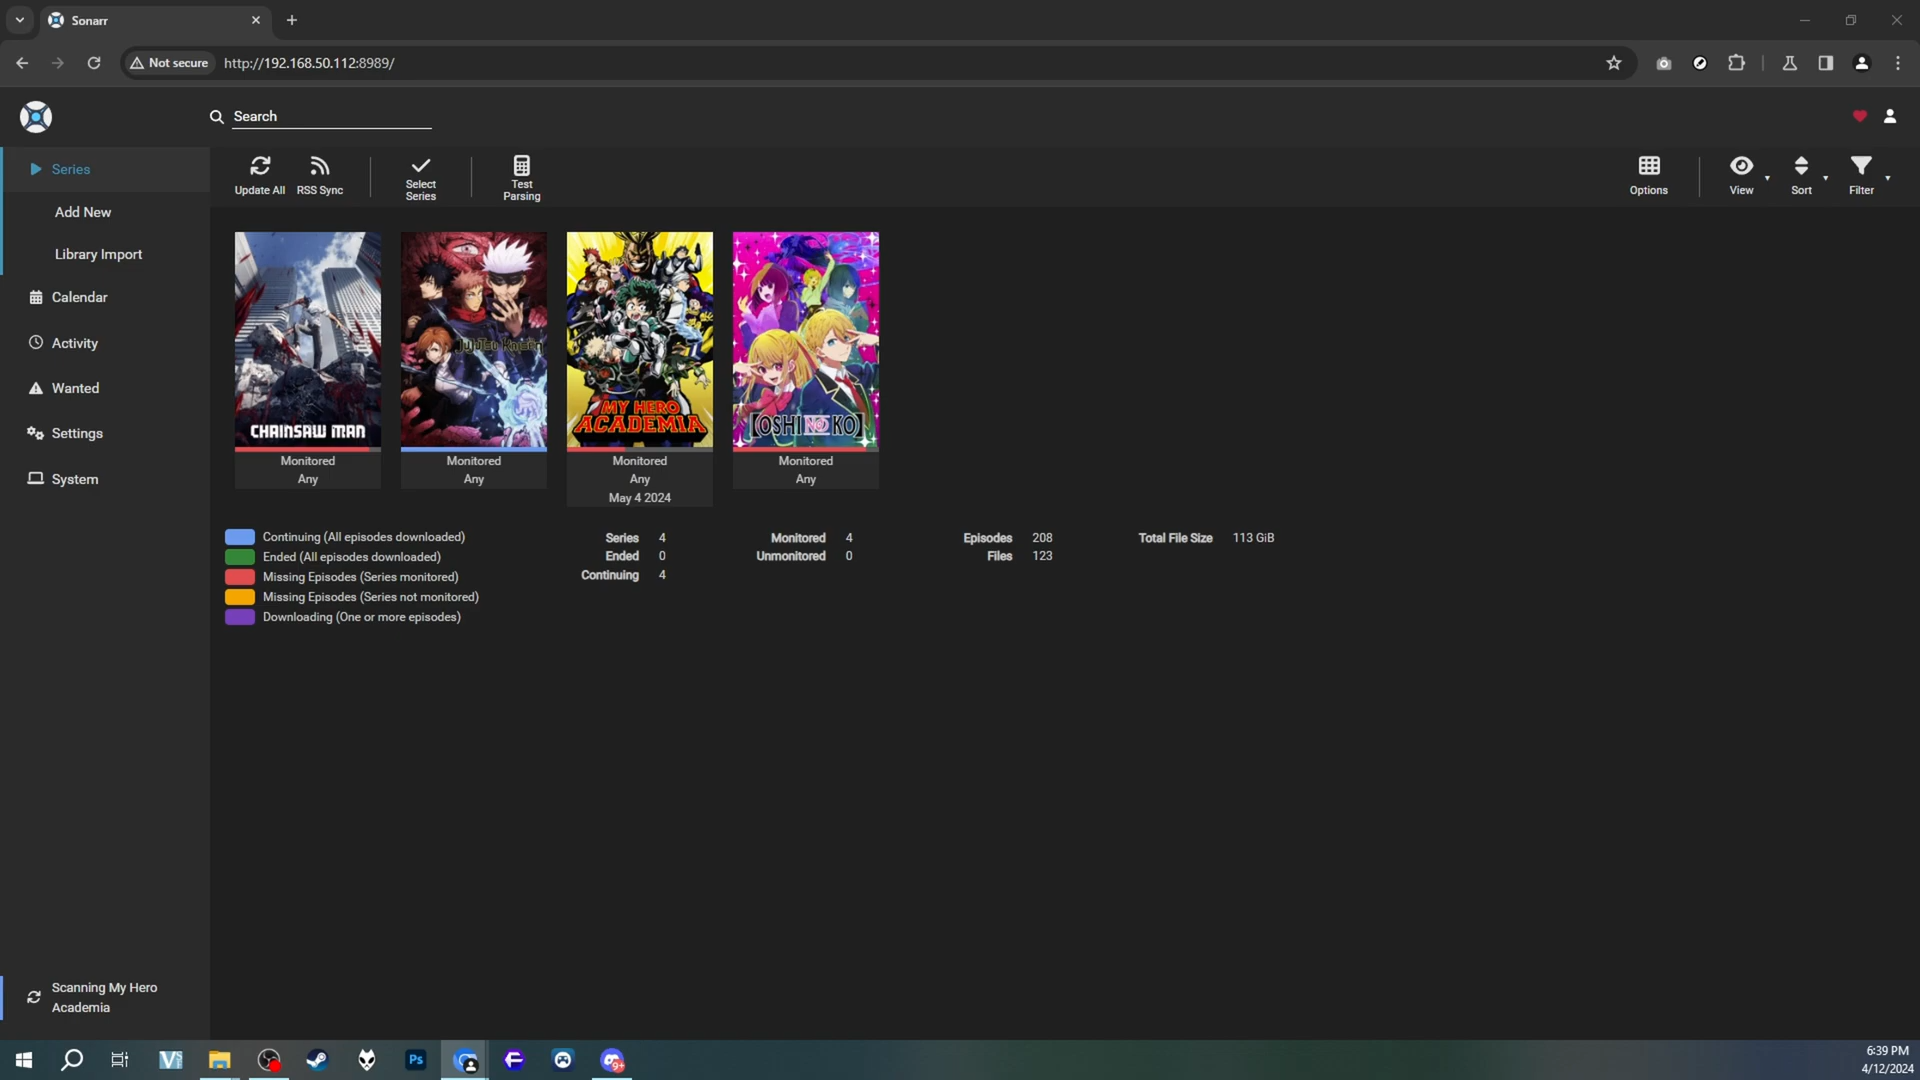 Sonarr
Not secure
http://192.168.50.112:8989/
Search
Series
Add New
Library Import
Calendar
Activity
Wanted
Settings
System
Update All
RSS Sync
Select
Series
Test
Parsing
Options
View
Sort
Filter
CHAINSAW MAN
Monitored
Any
JUJUTSU KAISEN
Monitored
Any
MY HERO
ACADEMIA
Monitored
Any
May 4 2024
[OSHI NO KO]
Monitored
Any
Continuing (All episodes downloaded)
Ended (All episodes downloaded)
Missing Episodes (Series monitored)
Missing Episodes (Series not monitored)
Downloading (One or more episodes)
Series 4
Ended 0
Continuing 4
Monitored 4
Unmonitored 0
Episodes 208
Files 123
Total File Size 113 GiB
Scanning My Hero
Academia
Ps
9+
6:39 PM
4/12/2024